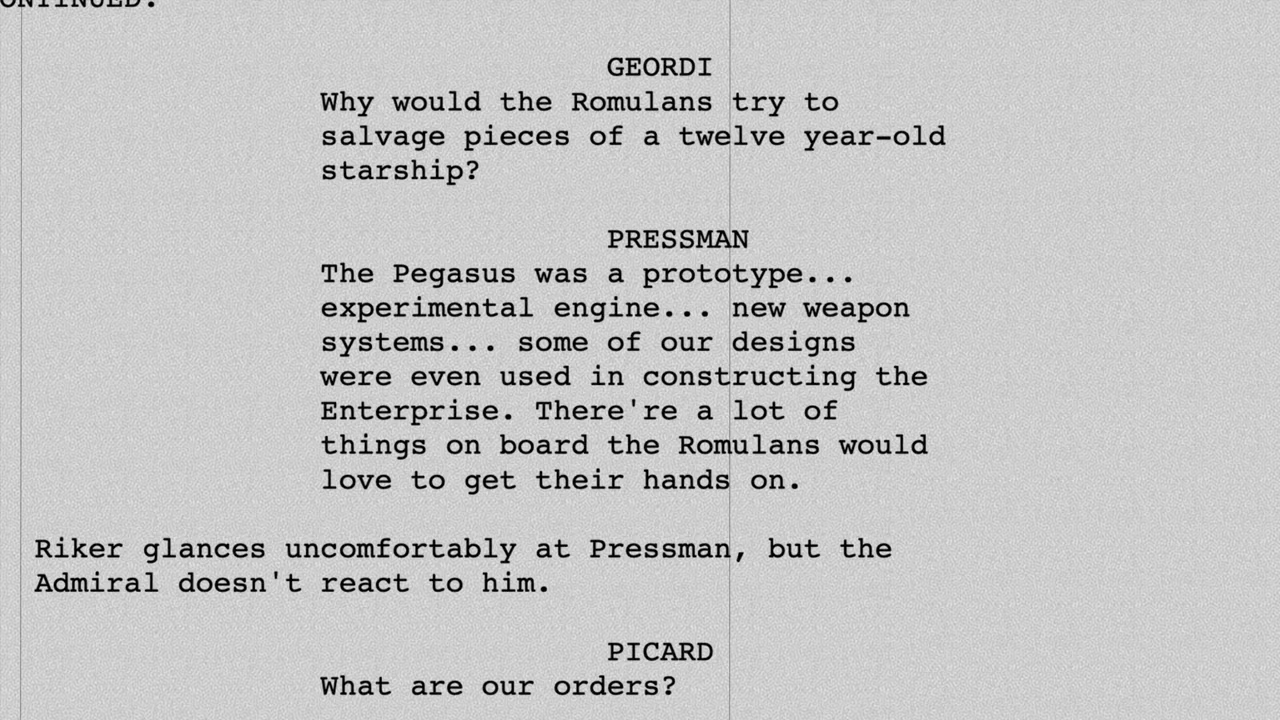 CONTINUED:
GEORDI
Why would the Romulans try to
salvage pieces of a twelve year-old
starship?
PRESSMAN
The Pegasus was a prototype...
experimental engine... new weapon
systems... some of our designs
were even used in constructing the
Enterprise. There're a lot of
things on board the Romulans would
love to get their hands on.
Riker glances uncomfortably at Pressman, but the
Admiral doesn't react to him.
PICARD
What are our orders?